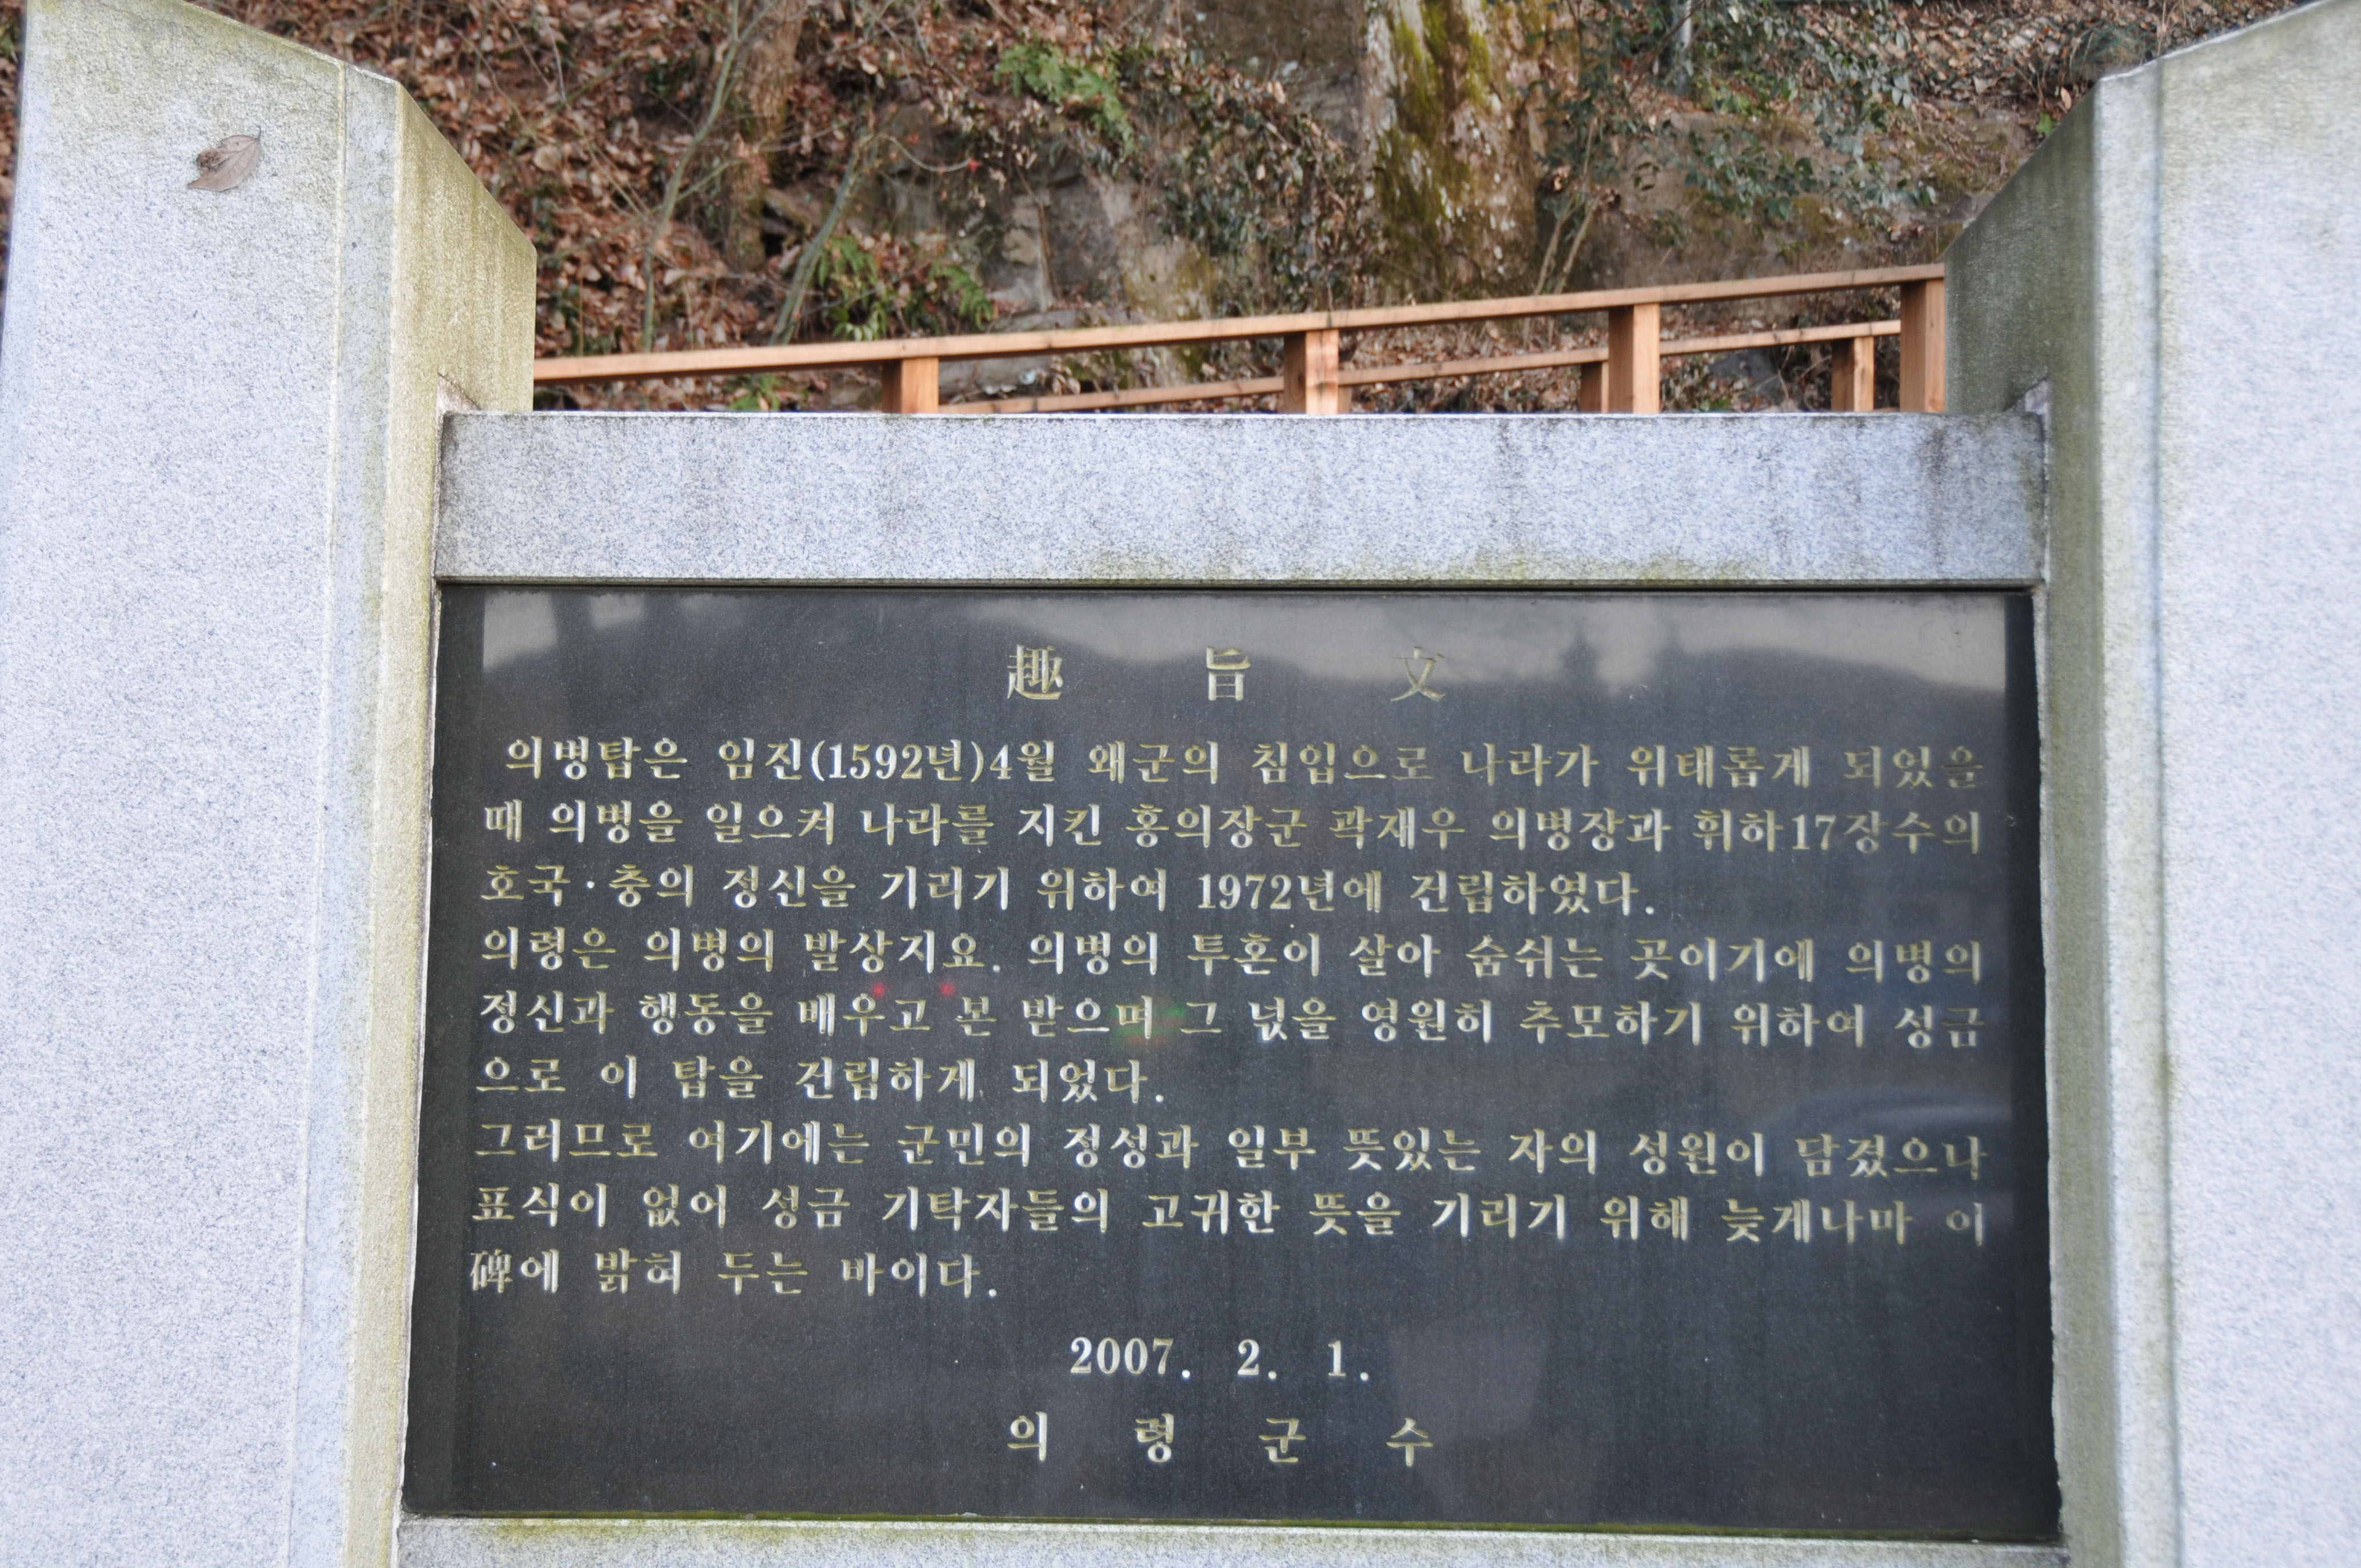 趣旨文
의병탑은 임진(1592년)4월 왜군의 침입으로 나라가 위태롭게 되었을
때 의병을 일으켜 나라를 지킨 홍의장군 곽재우 의병장과 휘하17장수의
호국·충의 정신을 기리기 위하여 1972년에 건립하였다.
의령은 의병의 발상지요. 의병의 투혼이 살아 숨쉬는 곳이기에 의병의
정신과 행동을 배우고 본 받으며 그 넋을 영원히 추모하기 위하여 성금
으로 이 탑을 건립하게 되었다.
그러므로 여기에는 군민의 정성과 일부 뜻있는 자의 성원이 담겼으나
표식이 없어 성금 기탁자들의 고귀한 뜻을 기리기 위해 늦게나마 이
碑에 밝혀 두는 바이다.
2007. 2. 1.
의령군수